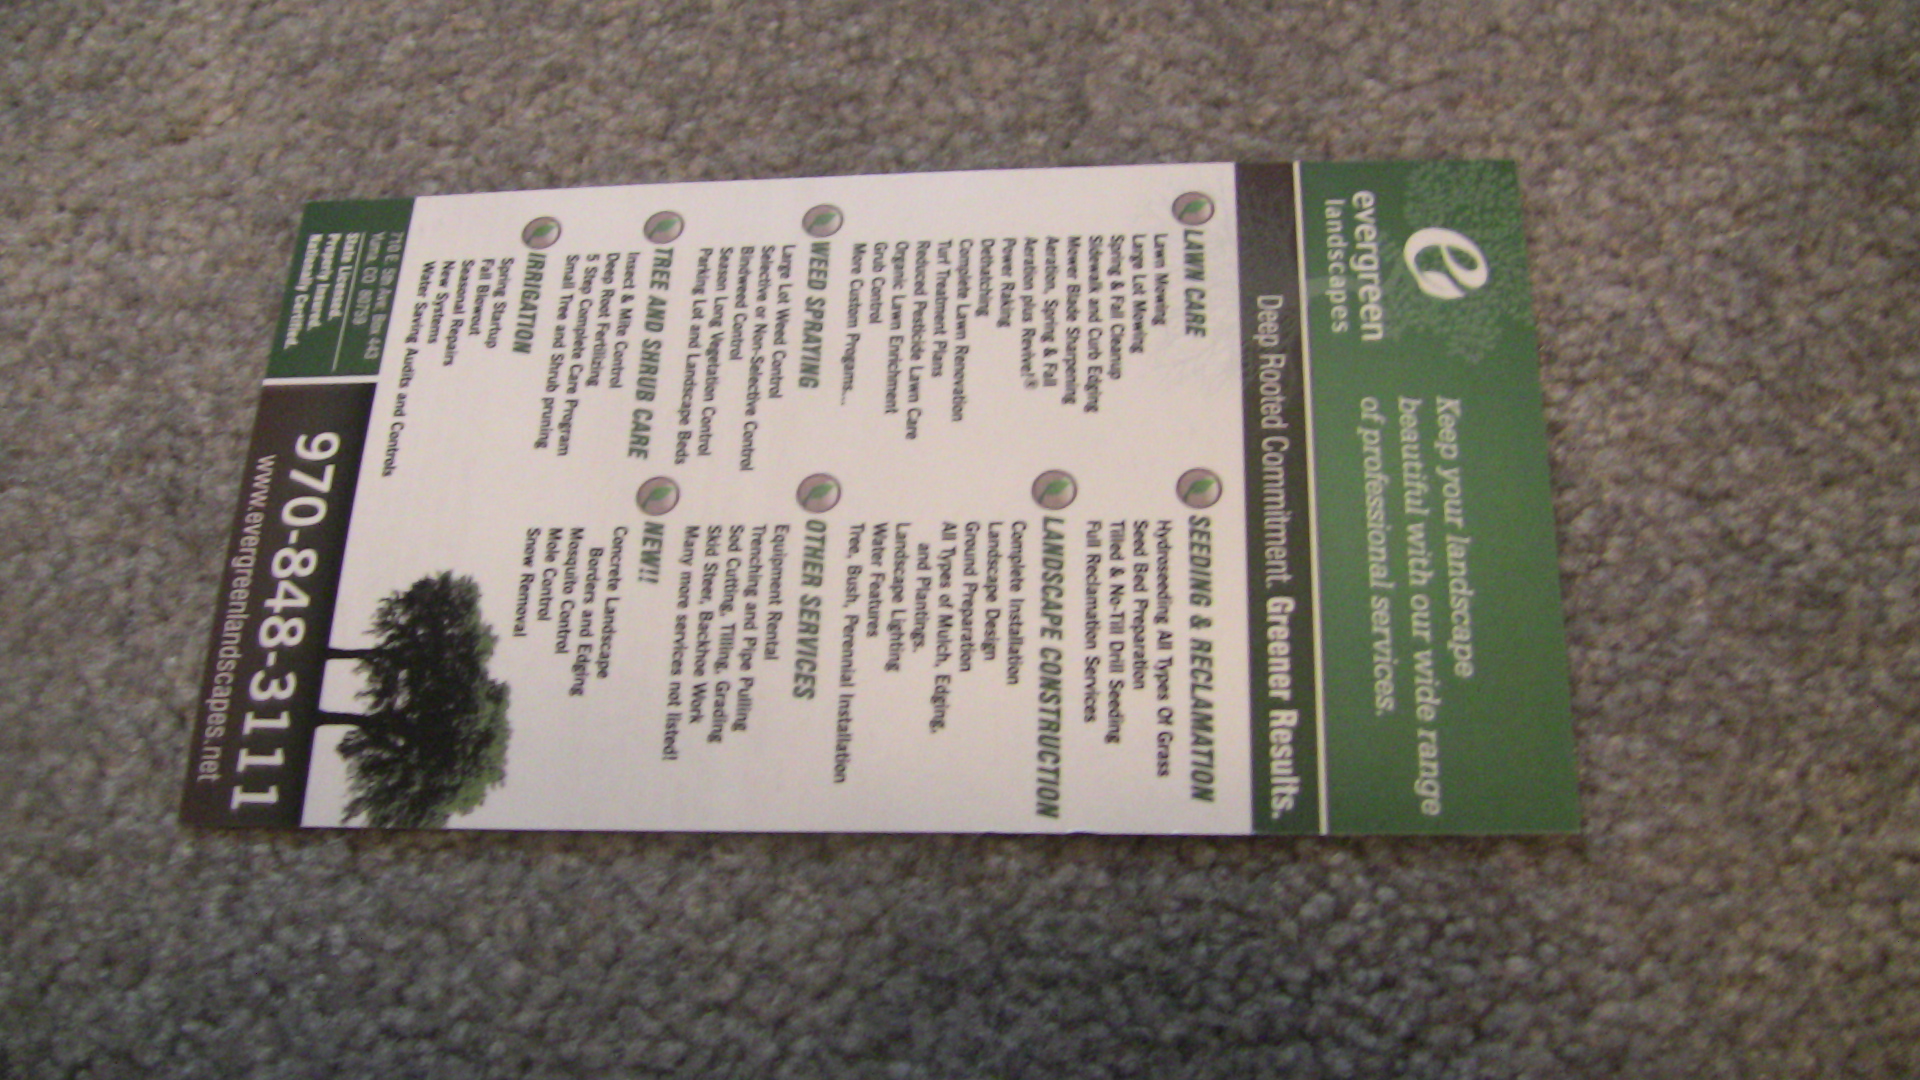 evergreen
landscapes
Keep your landscape
beautiful with our wide range
of professional services.
Deep Rooted Commitment. Greener Results.
LAWN CARE
Lawn Mowing
Large Lot Mowing
Spring & Fall Cleanup
Sidewalk and Curb Edging
Mower Blade Sharpening
Aeration, Spring & Fall
Aeration plus Revive!®
Power Raking
Dethatching
Complete Lawn Renovation
Turf Treatment Plans
Reduced Pesticide Lawn Care
Organic Lawn Enrichment
Grub Control
More Custom Progams...
WEED SPRAYING
Large Lot Weed Control
Selective or Non-Selective Control
Bindweed Control
Season Long Vegetation Control
Parking Lot and Landscape Beds
TREE AND SHRUB CARE
Insect & Mite Control
Deep Root Fertilizing
5 Step Complete Care Program
Small Tree and Shrub pruning
IRRIGATION
Spring Startup
Fall Blowout
Seasonal Repairs
New Systems
Water Saving Audits and Controls
SEEDING & RECLAMATION
Hydroseeding All Types Of Grass
Seed Bed Preparation
Tilled & No-Till Drill Seeding
Full Reclamation Services
LANDSCAPE CONSTRUCTION
Complete Installation
Landscape Design
Ground Preparation
All Types of Mulch, Edging,
and Plantings.
Landscape Lighting
Water Features
Tree, Bush, Perennial Installation
OTHER SERVICES
Equipment Rental
Trenching and Pipe Pulling
Sod Cutting, Tilling, Grading
Skid Steer, Backhoe Work
Many more services not listed!
NEW!!
Concrete Landscape
Borders and Edging
Mosquito Control
Mole Control
Snow Removal
710 E. 5th Ave, Box 443
Yuma, CO 80759
State Licensed.
Properly Insured.
Nationally Certified.
970-848-3111
www.evergreenlandscapes.net